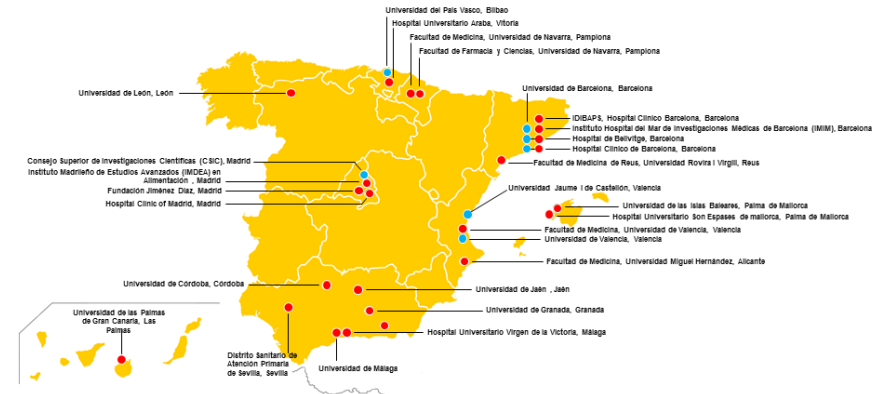 Universidad del País Vasco, Bilbao
Hospital Universitario Araba, Vitoria
Facultad de Medicina, Universidad de Navarra, Pamplona
Facultad de Farmacia y Ciencias, Universidad de Navarra, Pamplona
Universidad de León, León
Universidad de Barcelona, Barcelona
IDIBAPS, Hospital Clínico Barcelona, Barcelona
Instituto Hospital del Mar de Investigaciones Médicas de Barcelona (IMIM), Barcelona
Hospital de Bellvitge, Barcelona
Hospital Clínico de Barcelona, Barcelona
Facultad de Medicina de Reus, Universidad Rovira i Virgili, Reus
Consejo Superior de Investigaciones Científicas (CSIC), Madrid
Instituto Madrileño de Estudios Avanzados (IMDEA) en
Alimentación , Madrid
Fundación Jiménez Díaz, Madrid
Hospital Clinic of Madrid, Madrid
Universidad Jaume I de Castellón, Valencia
Universidad de las Islas Baleares, Palma de Mallorca
Hospital Universitario Son Espases de mallorca, Palma de Mallorca
Facultad de Medicina, Universidad de Valencia, Valencia
Universidad de Valencia, Valencia
Facultad de Medicina, Universidad Miguel Hernández, Alicante
Universidad de Córdoba, Córdoba
Universidad de Jaén , Jaén
Universidad de Granada, Granada
Hospital Universitario Virgen de la Victoria, Málaga
Universidad de las Palmas
de Gran Canaria, Las
Palmas
Distrito Sanitario de
Atención Primaria
de Sevilla, Sevilla
Universidad de Málaga